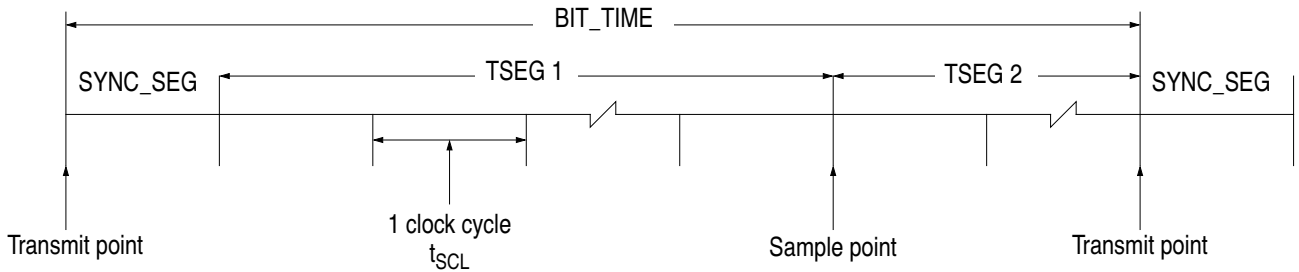 BIT_TIME
SYNC_SEG
TSEG 1
TSEG 2
SYNC_SEG
Transmit point
1 clock cycle
tSCL
Sample point
Transmit point